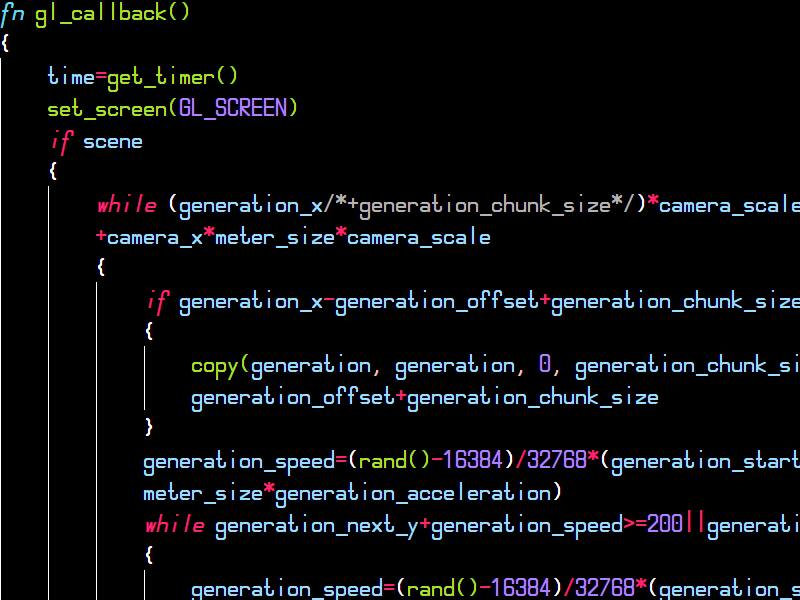 fn gl_callback()
{
time=get_timer()
set_screen(GL_SCREEN)
if scene
{
while (generation_x/*+generation_chunk_size*/)*camera_scale
+camera_x*meter_size*camera_scale
{
if generation_x-generation_offset+generation_chunk_size
{
copy(generation, generation, 0, generation_chunk_si
generation_offset+generation_chunk_size
}
generation_speed=(rand()-16384)/32768*(generation_start
meter_size*generation_acceleration)
while generation_next_y+generation_speed>=200||generati
{
generation_speed=(rand()-16384)/32768*(generation_s